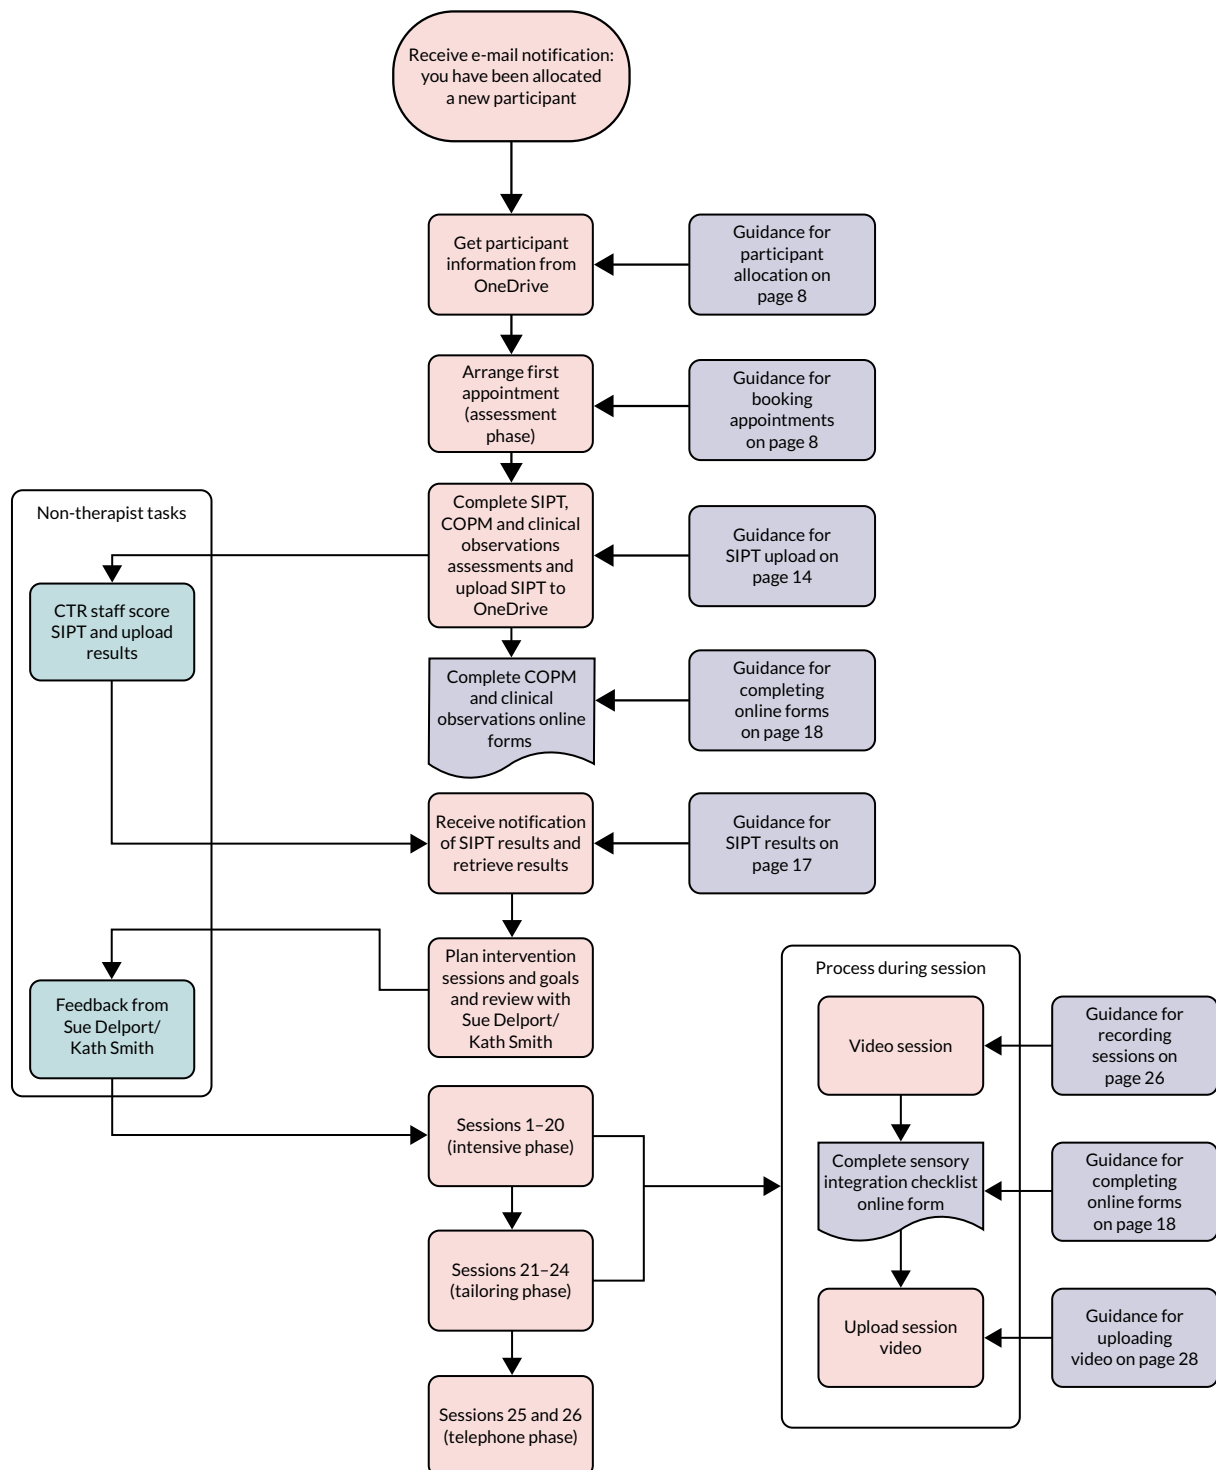 Receive e-mail notification:
you have been allocated
a new participant
Get participant
information from
OneDrive
Guidance for
participant
allocation on
page 8
Arrange first
appointment
(assessment
phase)
Guidance for
booking
appointments
on page 8
Non-therapist tasks
Complete SIPT,
COPM and clinical
observations
assessments and
upload SIPT to
OneDrive
Guidance for
SIPT upload on
page 14
CTR staff score
SIPT and upload
results
Complete COPM
and clinical
observations online
forms
Guidance for
completing
online forms
on page 18
Receive notification
of SIPT results and
retrieve results
Guidance for
SIPT results on
page 17
Plan intervention
sessions and goals
and review with
Sue Delport/
Kath Smith
Feedback from
Sue Delport/
Kath Smith
Sessions 1–20
(intensive phase)
Sessions 21–24
(tailoring phase)
Sessions 25 and 26
(telephone phase)
Process during session
Video session
Guidance for
recording
sessions on
page 26
Complete sensory
integration checklist
online form
Guidance for
completing
online forms
on page 18
Upload session
video
Guidance for
uploading
video on page 28